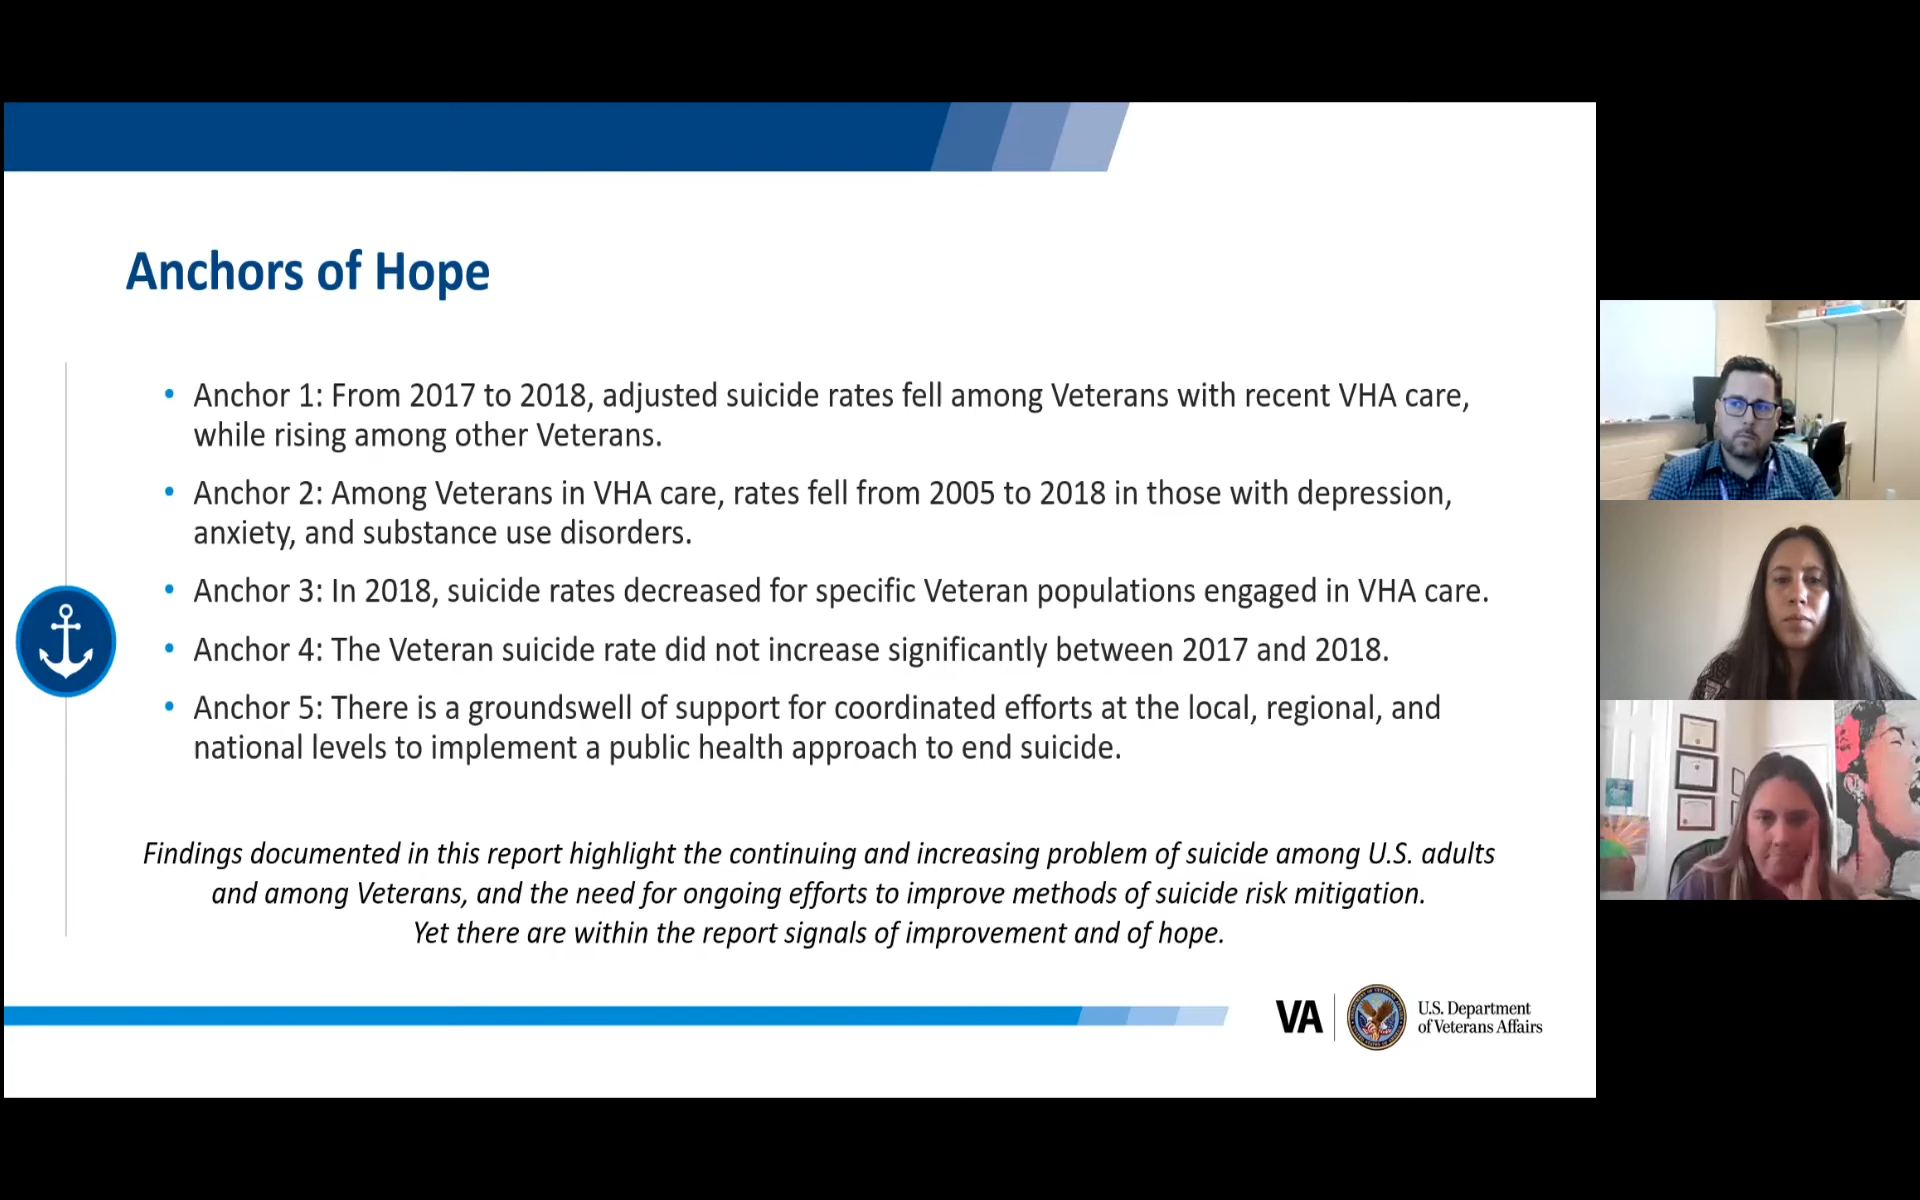 Anchors of Hope
• Anchor 1: From 2017 to 2018, adjusted suicide rates fell among Veterans with recent VHA care,
while rising among other Veterans.
• Anchor 2: Among Veterans in VHA care, rates fell from 2005 to 2018 in those with depression,
anxiety, and substance use disorders.
• Anchor 3: In 2018, suicide rates decreased for specific Veteran populations engaged in VHA care.
• Anchor 4: The Veteran suicide rate did not increase significantly between 2017 and 2018.
• Anchor 5: There is a groundswell of support for coordinated efforts at the local, regional, and
national levels to implement a public health approach to end suicide.
Findings documented in this report highlight the continuing and increasing problem of suicide among U.S. adults
and among Veterans, and the need for ongoing efforts to improve methods of suicide risk mitigation.
Yet there are within the report signals of improvement and of hope.
VA
U.S. Department
of Veterans Affairs